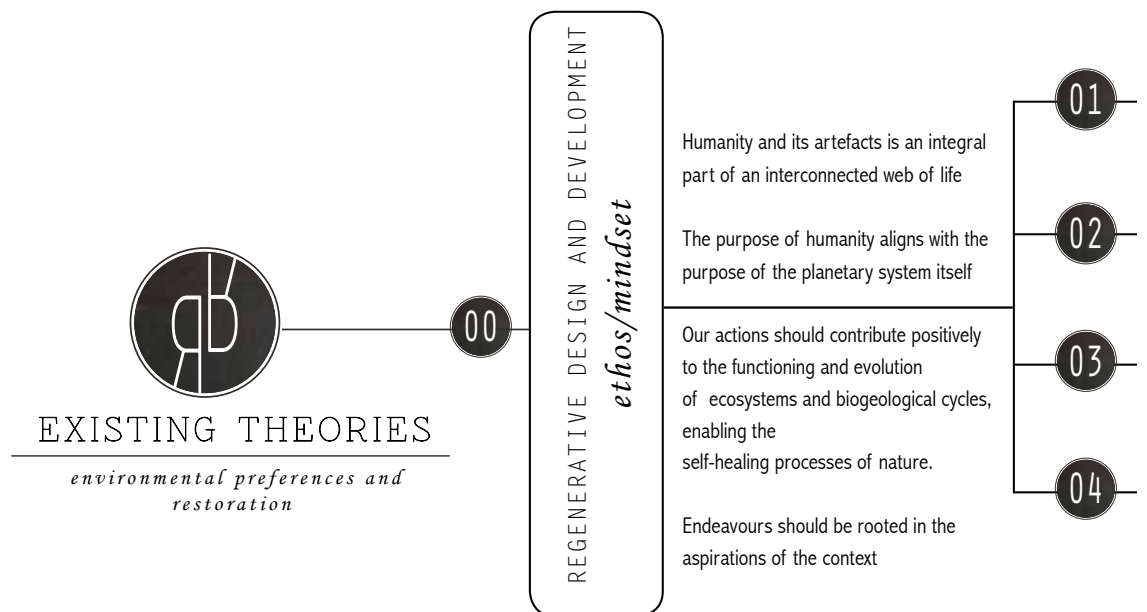 EXISTING THEORIES
environmental preferences and
restoration
00
REGENERATIVE DESIGN AND DEVELOPMENT
ethos/mindset
Humanity and its artefacts is an integral
part of an interconnected web of life
The purpose of humanity aligns with the
purpose of the planetary system itself
Our actions should contribute positively
to the functioning and evolution
of ecosystems and biogeological cycles,
enabling the
self-healing processes of nature.
Endeavours should be rooted in the
aspirations of the context
01
02
03
04